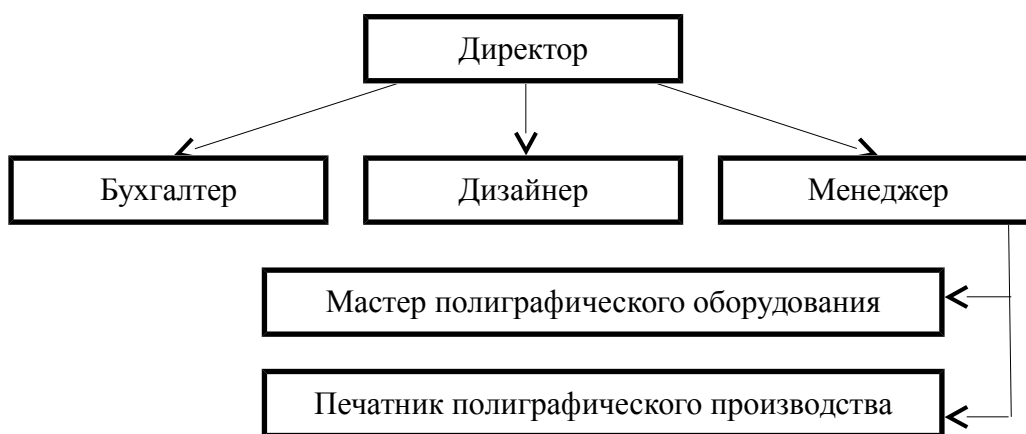 Директор
Бухгалтер
Дизайнер
Менеджер
Мастер полиграфического оборудования
Печатник полиграфического производства